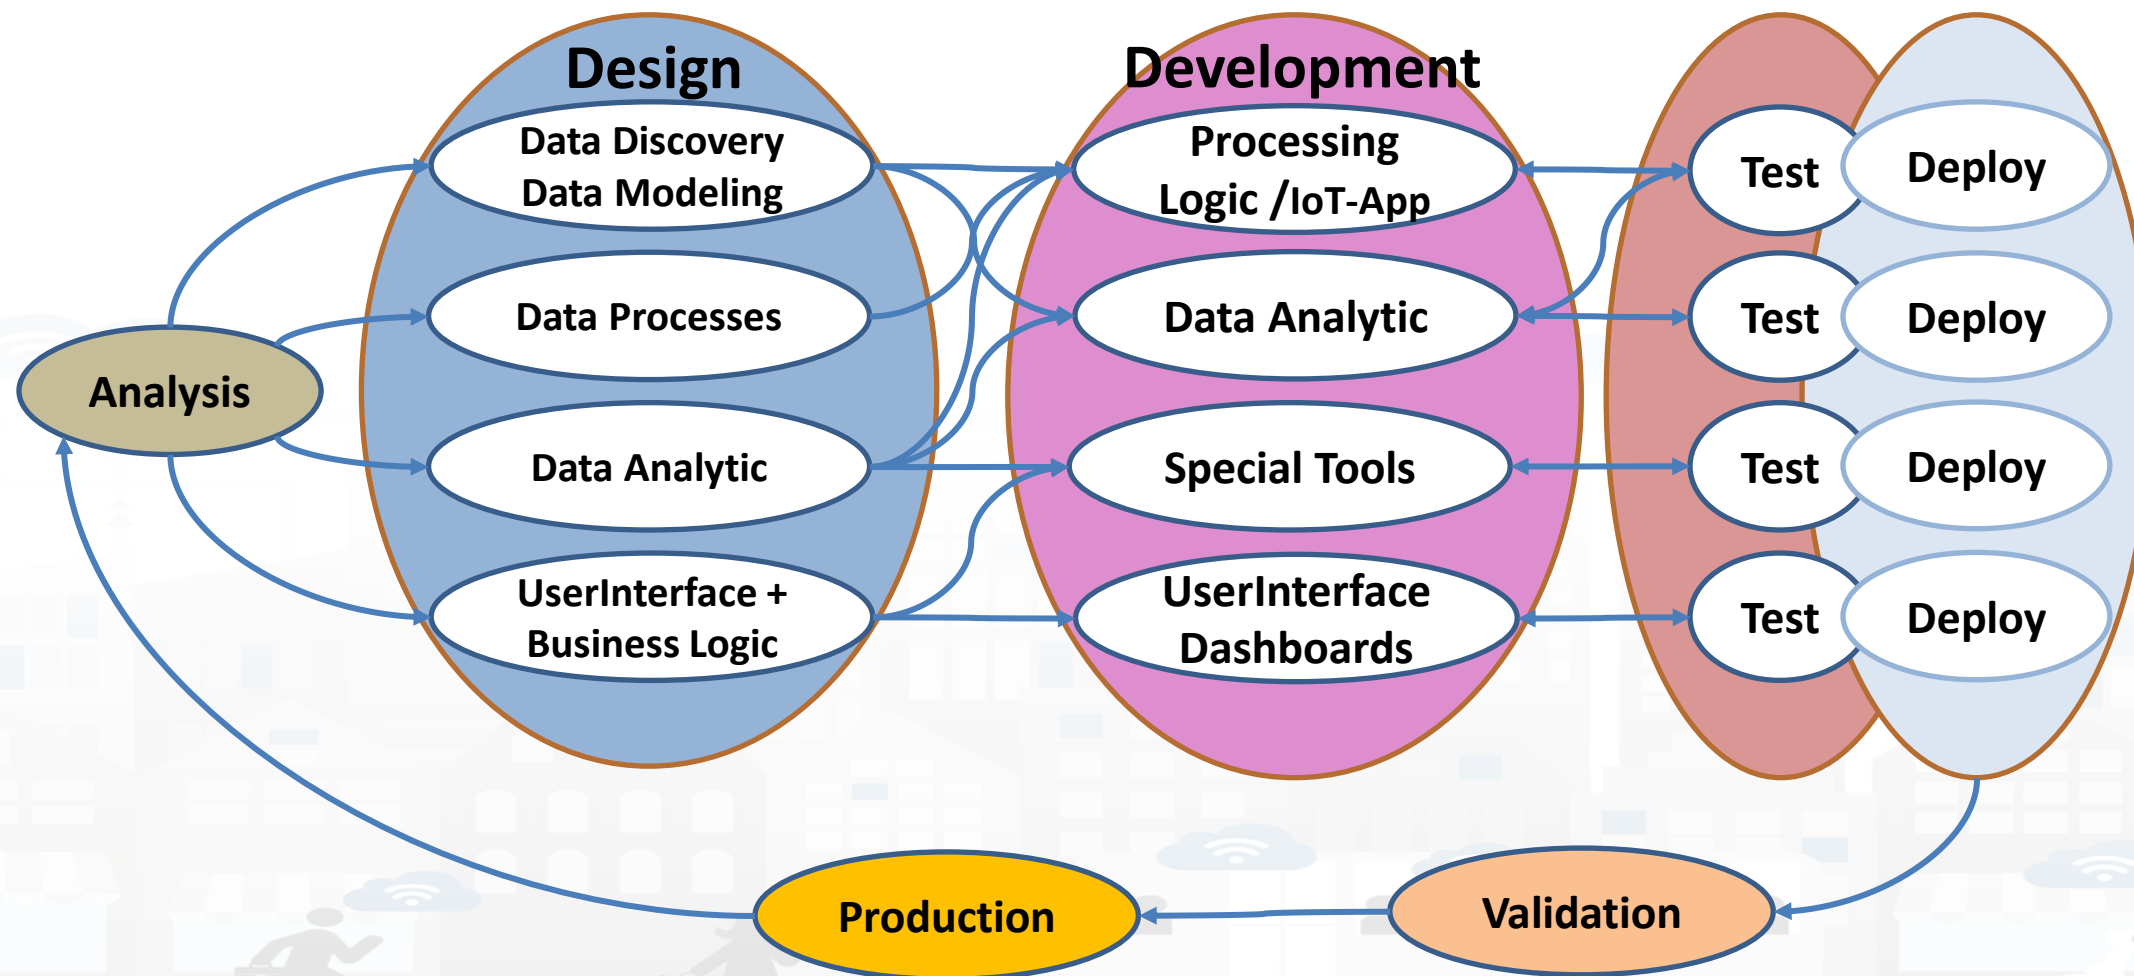 Design
Development
Data Discovery
Data Modeling
Processing
Logic /IoT-App
Test
Deploy
Data Processes
Data Analytic
Test
Deploy
Analysis
Data Analytic
Special Tools
Test
Deploy
UserInterface +
Business Logic
UserInterface
Dashboards
Test
Deploy
Production
Validation